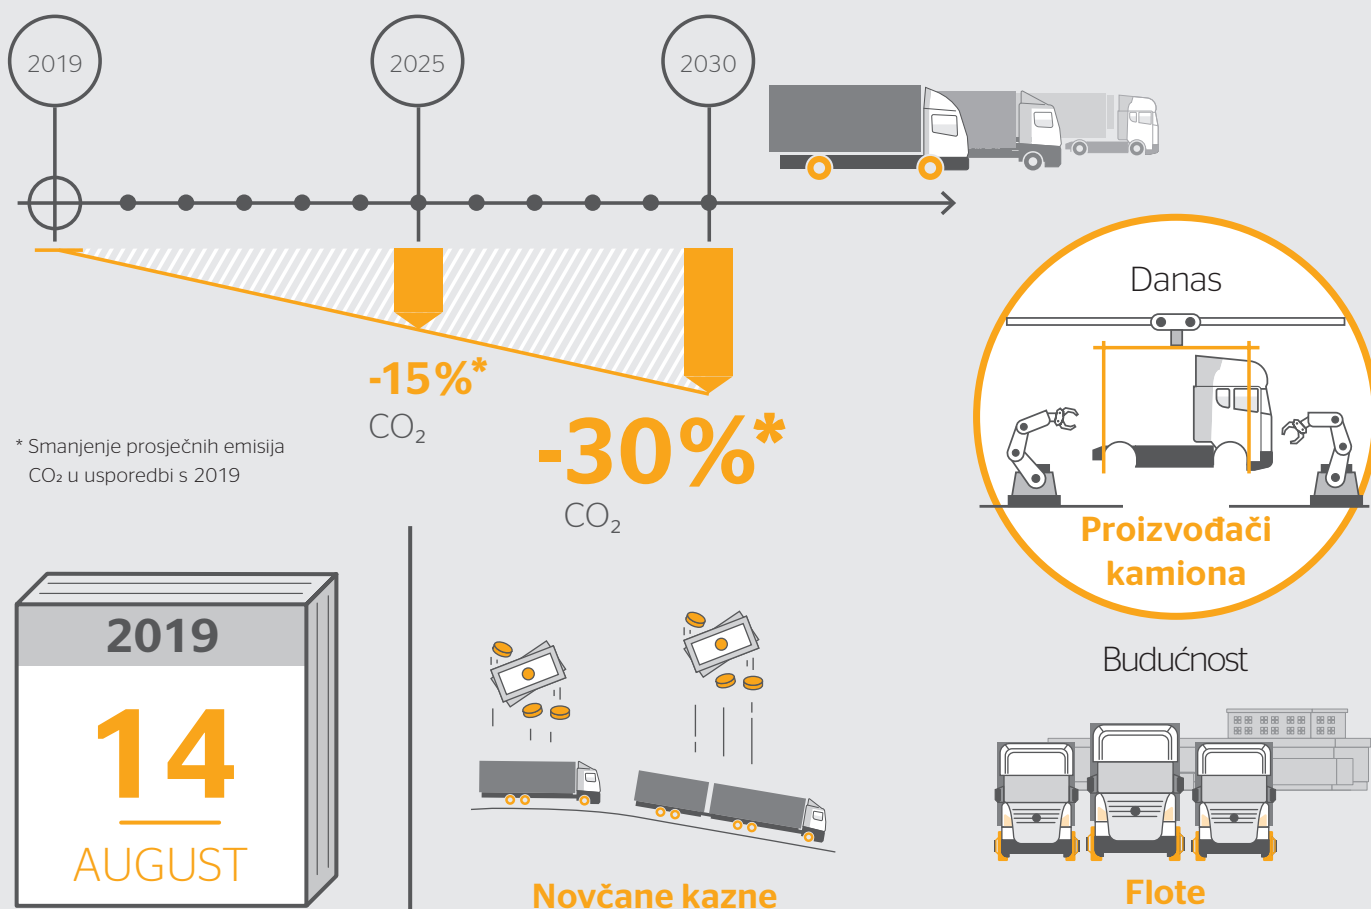 2019
2025
2030
-15%*
CO₂
-30%*
CO₂
* Smanjenje prosječnih emisija
CO₂ u usporedbi s 2019
Danas
Proizvođači
kamiona
2019
14
AUGUST
Novčane kazne
Budućnost
Flote